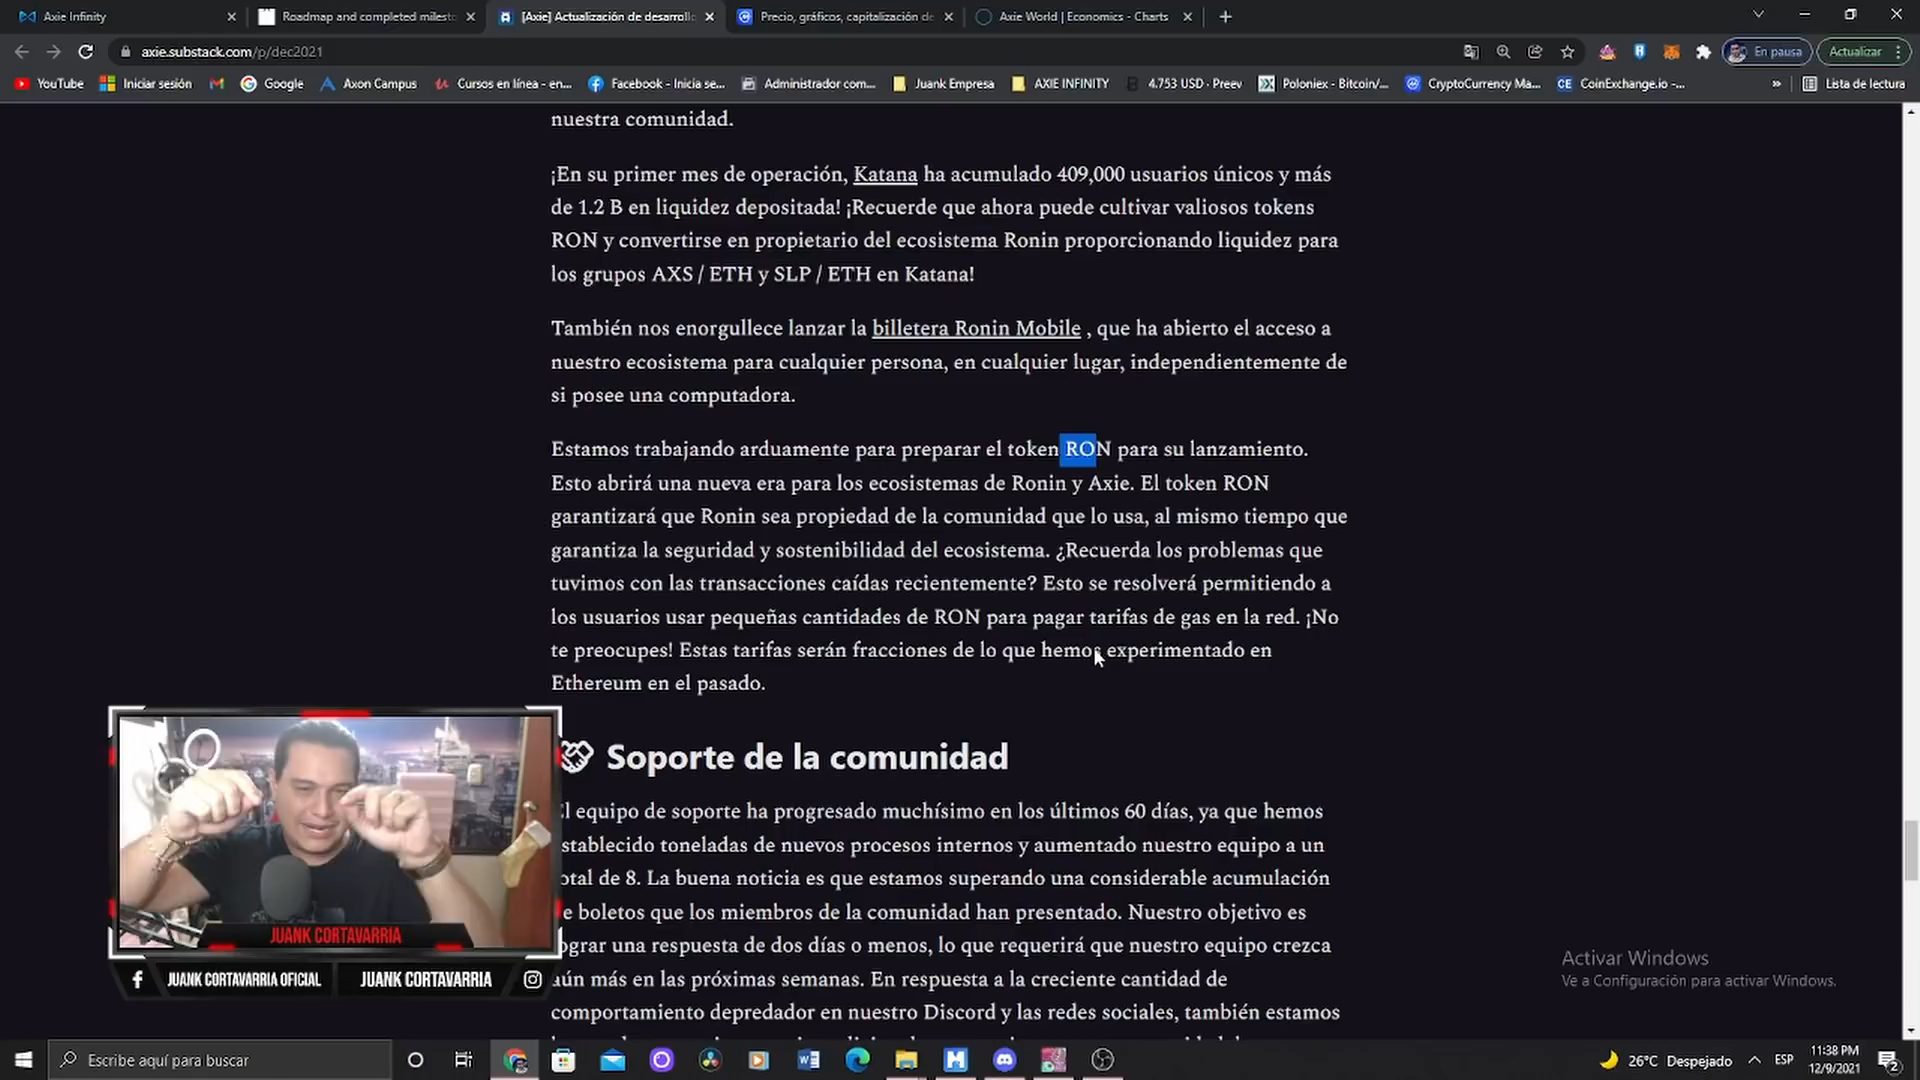 Axie Infinity
Roadmap and completed milest
[Axie] Actualización de desarroll
Precio, gráficos, capitalización de
Axie World | Economics - Charts
axie.substack.com/p/dec2021
En pausa
Actualizar
YouTube
Iniciar sesión
Google
Axon Campus
Cursos en línea - en...
Facebook - Inicia se...
Administrador com...
Juank Empresa
AXIE INFINITY
4.753 USD · Preev
Poloniex - Bitcoin/...
CryptoCurrency Ma...
CoinExchange.io -...
»
Lista de lectura
nuestra comunidad.
¡En su primer mes de operación, Katana ha acumulado 409,000 usuarios únicos y más
de 1.2 B en liquidez depositada! ¡Recuerde que ahora puede cultivar valiosos tokens
RON y convertirse en propietario del ecosistema Ronin proporcionando liquidez para
los grupos AXS / ETH y SLP / ETH en Katana!
También nos enorgullece lanzar la billetera Ronin Mobile , que ha abierto el acceso a
nuestro ecosistema para cualquier persona, en cualquier lugar, independientemente de
si posee una computadora.
Estamos trabajando arduamente para preparar el token RON para su lanzamiento.
Esto abrirá una nueva era para los ecosistemas de Ronin y Axie. El token RON
garantizará que Ronin sea propiedad de la comunidad que lo usa, al mismo tiempo que
garantiza la seguridad y sostenibilidad del ecosistema. ¿Recuerda los problemas que
tuvimos con las transacciones caídas recientemente? Esto se resolverá permitiendo a
los usuarios usar pequeñas cantidades de RON para pagar tarifas de gas en la red. ¡No
te preocupes! Estas tarifas serán fracciones de lo que hemos experimentado en
Ethereum en el pasado.
Soporte de la comunidad
El equipo de soporte ha progresado muchísimo en los últimos 60 días, ya que hemos
establecido toneladas de nuevos procesos internos y aumentado nuestro equipo a un
total de 8. La buena noticia es que estamos superando una considerable acumulación
de boletos que los miembros de la comunidad han presentado. Nuestro objetivo es
lograr una respuesta de dos días o menos, lo que requerirá que nuestro equipo crezca
aún más en las próximas semanas. En respuesta a la creciente cantidad de
comportamiento depredador en nuestro Discord y las redes sociales, también estamos
JUANK CORTAVARRIA
JUANK CORTAVARRIA OFICIAL
JUANK CORTAVARRIA
Activar Windows
Ve a Configuración para activar Windows.
Escribe aquí para buscar
26°C Despejado
ESP
11:38 PM
12/9/2021
2